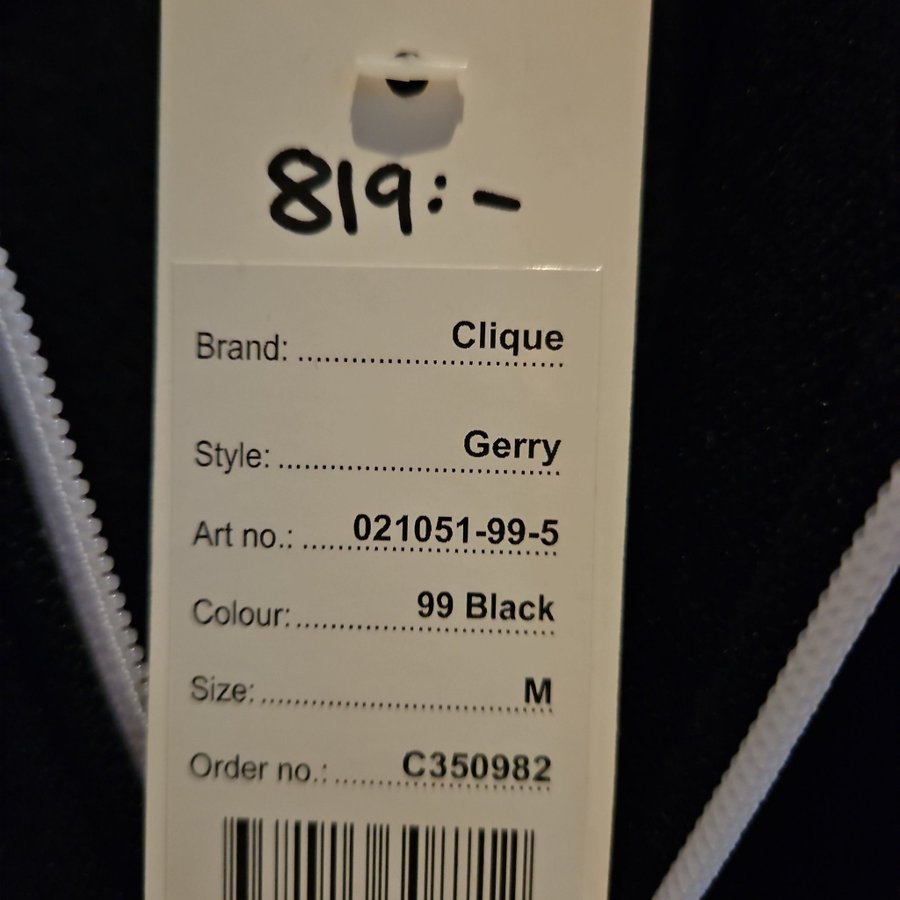 819:-
Brand: ........................ Clique
Style: ........................ Gerry
Art no.: ..... 021051-99-5
Colour: ............... 99 Black
Size: ........................ M
Order no.: ...... C350982